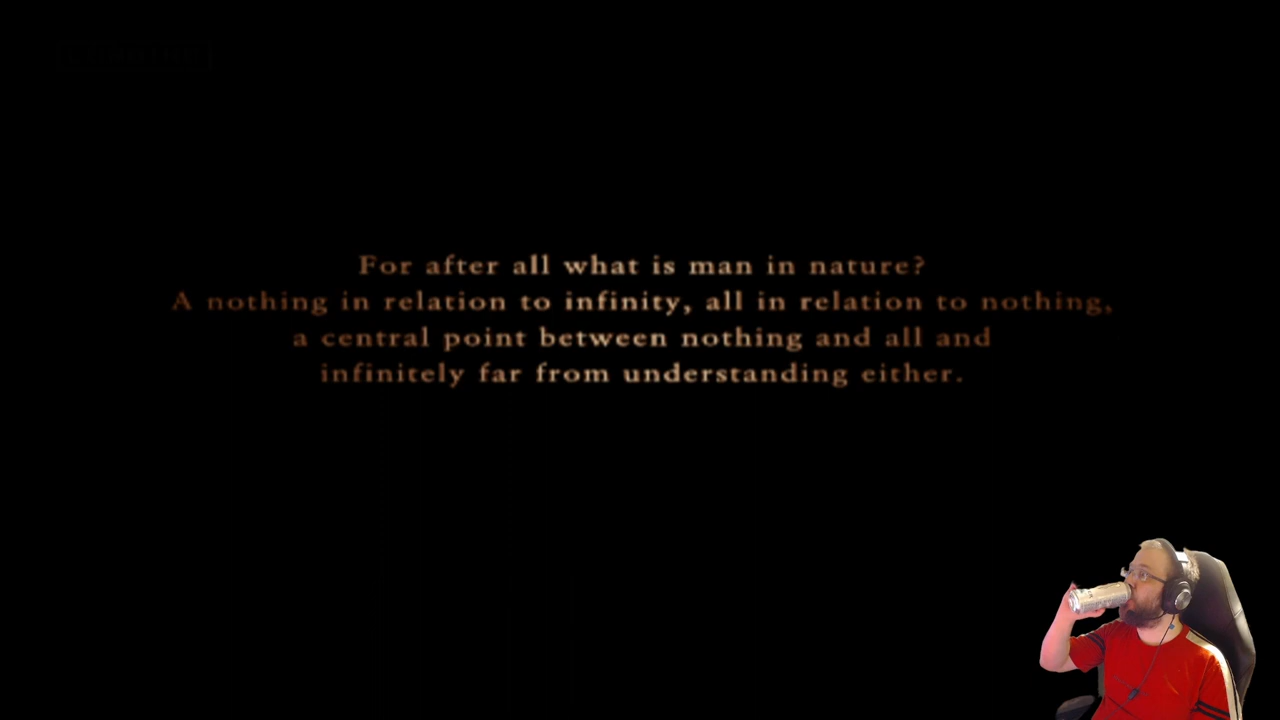 For after all what is man in nature?
A nothing in relation to infinity, all in relation to nothing,
a central point between nothing and all and
infinitely far from understanding either.